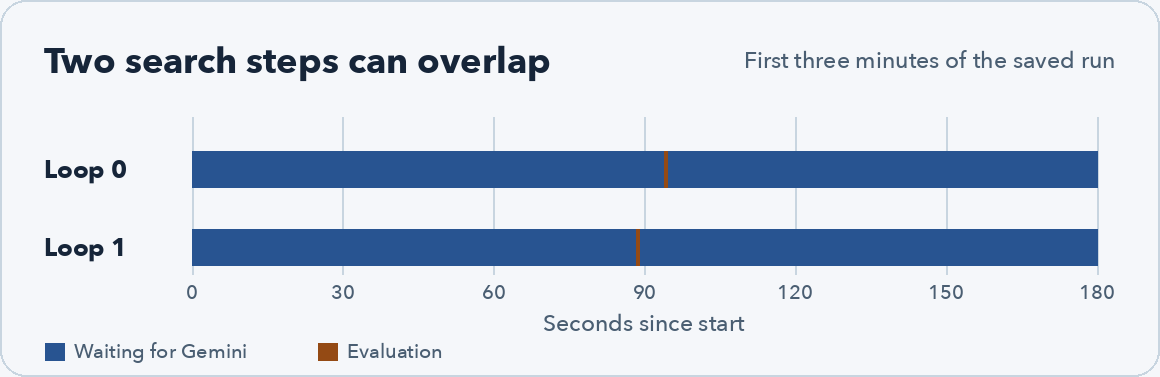 Two search steps can overlap
First three minutes of the saved run
Loop 0
Loop 1
0 30 60 90 120 150 180
Seconds since start
Waiting for Gemini
Evaluation